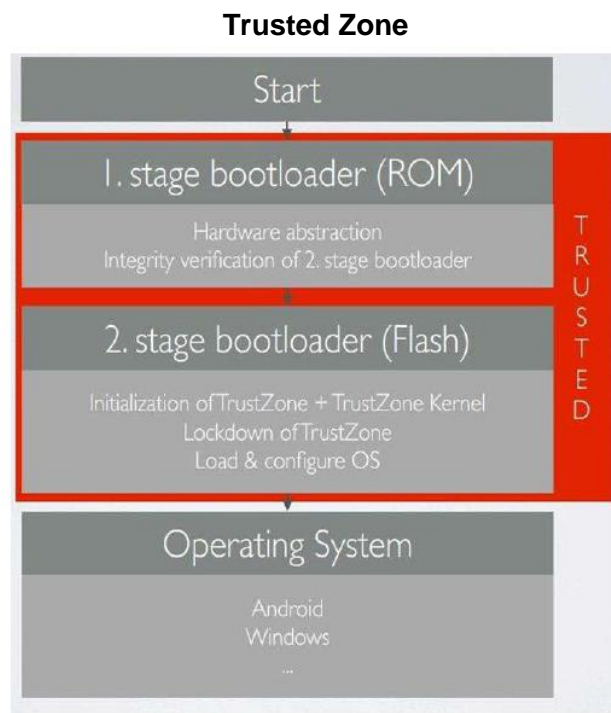 Trusted Zone
Start
1. stage bootloader (ROM)
Hardware abstraction
Integrity verification of 2. stage bootloader
2. stage bootloader (Flash)
Initialization of TrustZone + TrustZone Kernel
Lockdown of TrustZone
Load & configure OS
TRUSTED
Operating System
Android
Windows
...